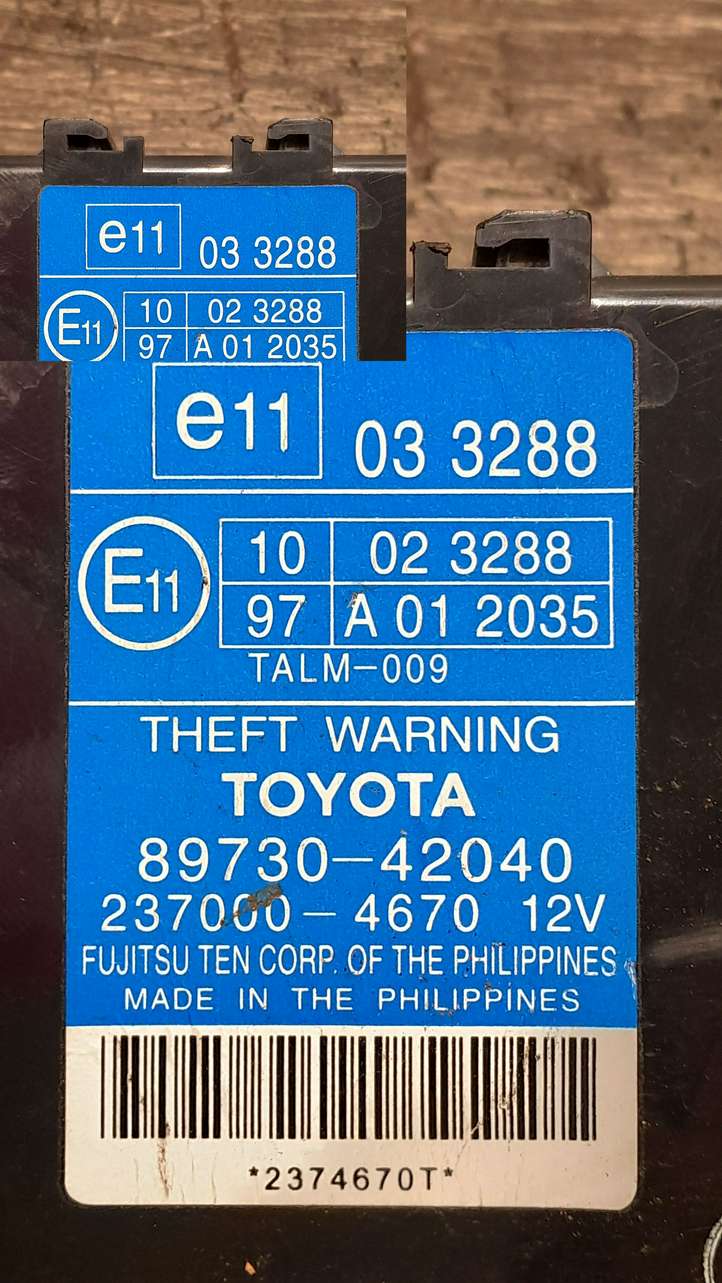 e11 03 3288
E11 10 02 3288
97 A 01 2035
e11 03 3288
E11 10 02 3288
97 A 01 2035
TALM-009
THEFT WARNING
TOYOTA
89730-42040
237000-4670 12V
FUJITSU TEN CORP. OF THE PHILIPPINES
MADE IN THE PHILIPPINES
*2374670T*